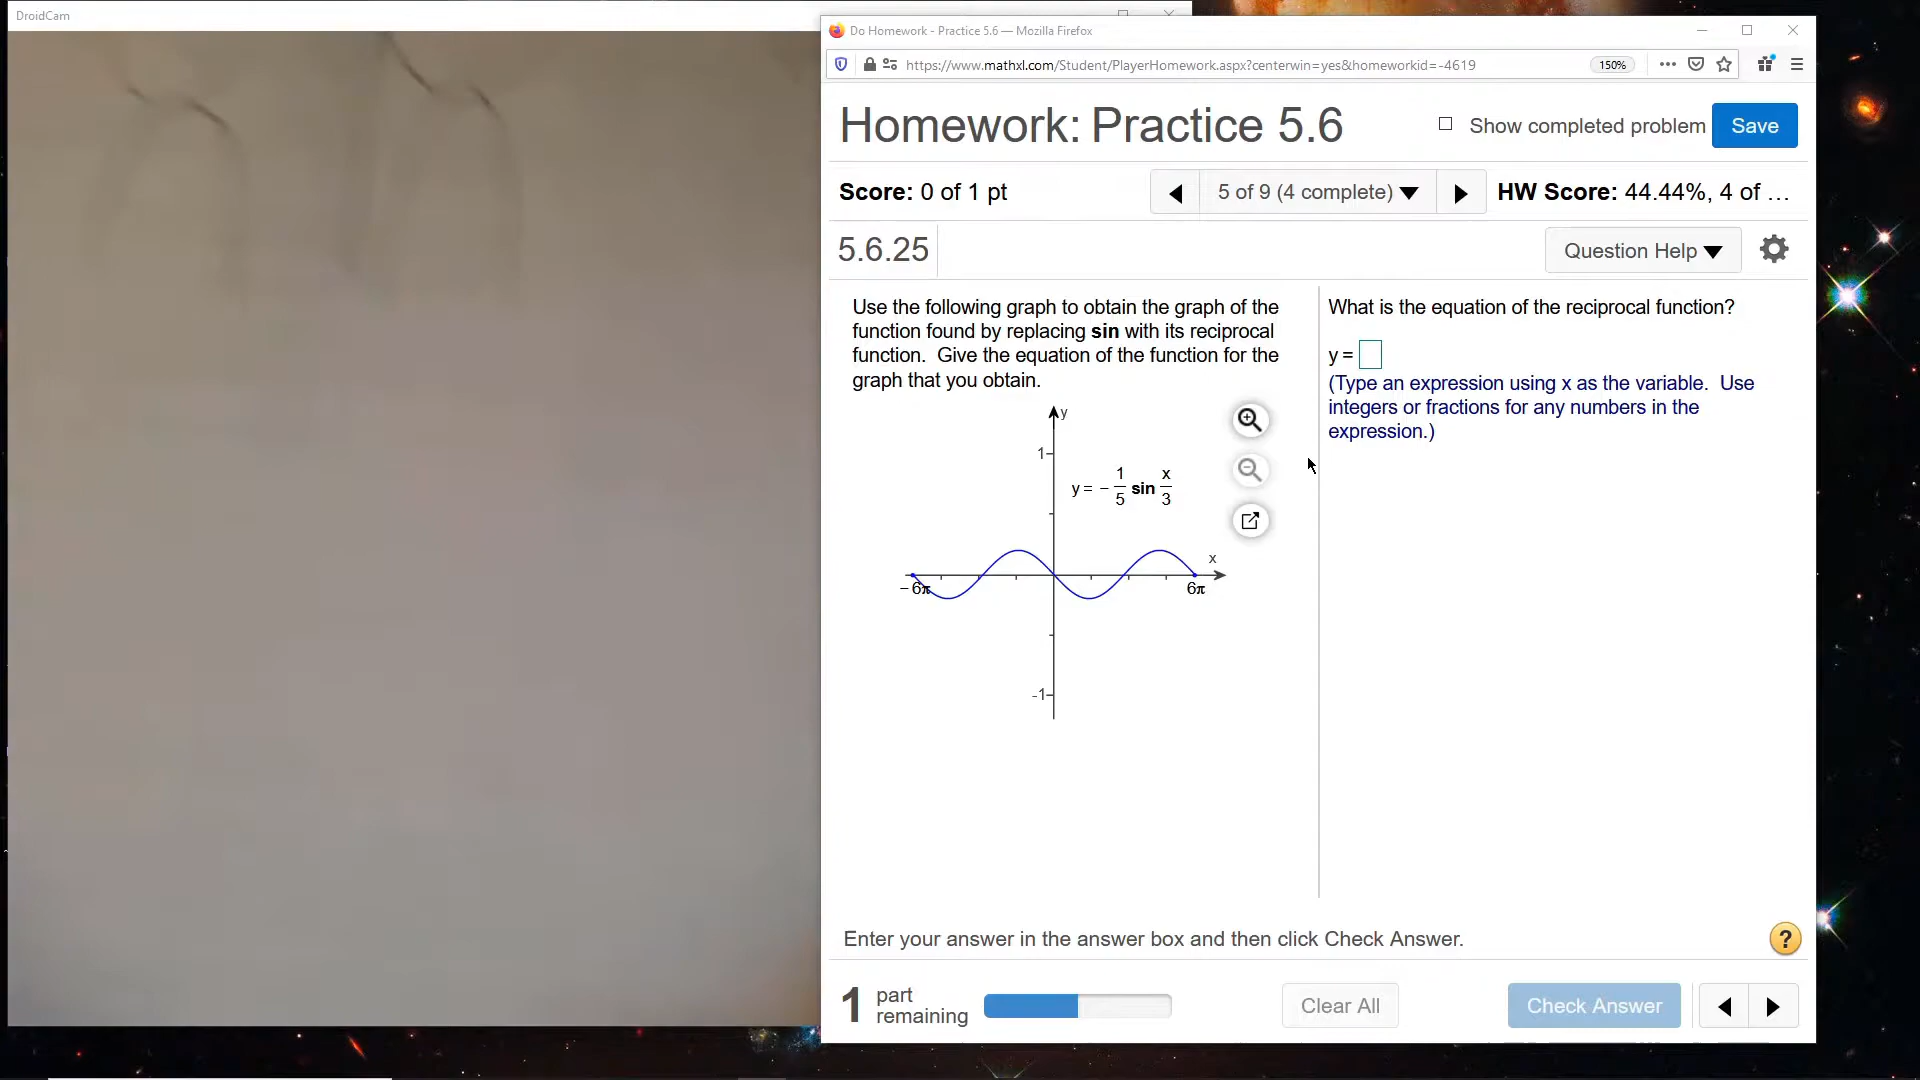 DroidCam
Do Homework - Practice 5.6 — Mozilla Firefox
https://www.mathxl.com/Student/PlayerHomework.aspx?centerwin=yes&homeworkid=-4619
150%
Homework: Practice 5.6
Show completed problem
Save
Score: 0 of 1 pt
5 of 9 (4 complete)
HW Score: 44.44%, 4 of ...
5.6.25
Question Help
Use the following graph to obtain the graph of the
function found by replacing sin with its reciprocal
function. Give the equation of the function for the
graph that you obtain.
y
1
y = - 1/5 sin x/3
x
-6π
6π
-1
What is the equation of the reciprocal function?
y =
(Type an expression using x as the variable. Use
integers or fractions for any numbers in the
expression.)
Enter your answer in the answer box and then click Check Answer.
?
1 part
remaining
Clear All
Check Answer